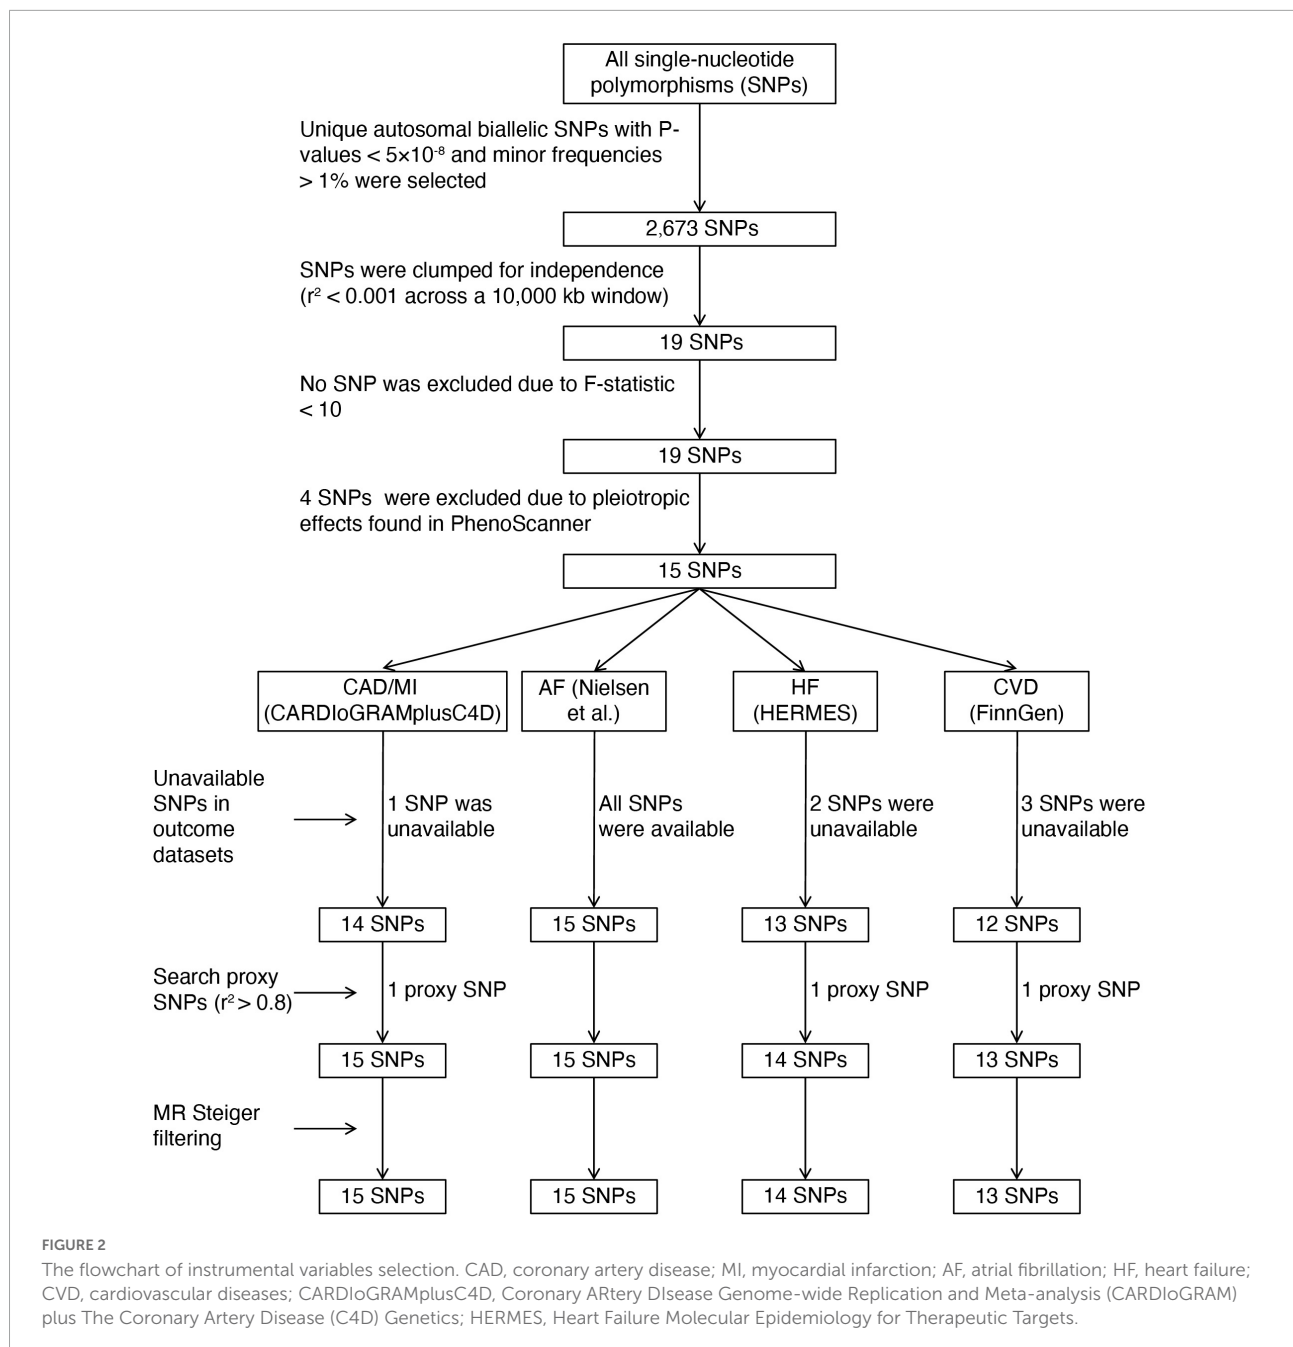 All single-nucleotide
polymorphisms (SNPs)
Unique autosomal biallelic SNPs with P-
values < 5×10⁻⁸ and minor frequencies
> 1% were selected
2,673 SNPs
SNPs were clumped for independence
(r² < 0.001 across a 10,000 kb window)
19 SNPs
No SNP was excluded due to F-statistic
< 10
19 SNPs
4 SNPs were excluded due to pleiotropic
effects found in PhenoScanner
15 SNPs
CAD/MI
(CARDIoGRAMplusC4D)
AF (Nielsen
et al.)
HF
(HERMES)
CVD
(FinnGen)
Unavailable
SNPs in
outcome
datasets
1 SNP was
unavailable
All SNPs
were available
2 SNPs were
unavailable
3 SNPs were
unavailable
14 SNPs
15 SNPs
13 SNPs
12 SNPs
Search proxy
SNPs (r² > 0.8)
1 proxy SNP
1 proxy SNP
1 proxy SNP
15 SNPs
15 SNPs
14 SNPs
13 SNPs
MR Steiger
filtering
15 SNPs
15 SNPs
14 SNPs
13 SNPs
FIGURE 2
The flowchart of instrumental variables selection. CAD, coronary artery disease; MI, myocardial infarction; AF, atrial fibrillation; HF, heart failure;
CVD, cardiovascular diseases; CARDIoGRAMplusC4D, Coronary ARtery DIsease Genome-wide Replication and Meta-analysis (CARDIoGRAM)
plus The Coronary Artery Disease (C4D) Genetics; HERMES, Heart Failure Molecular Epidemiology for Therapeutic Targets.